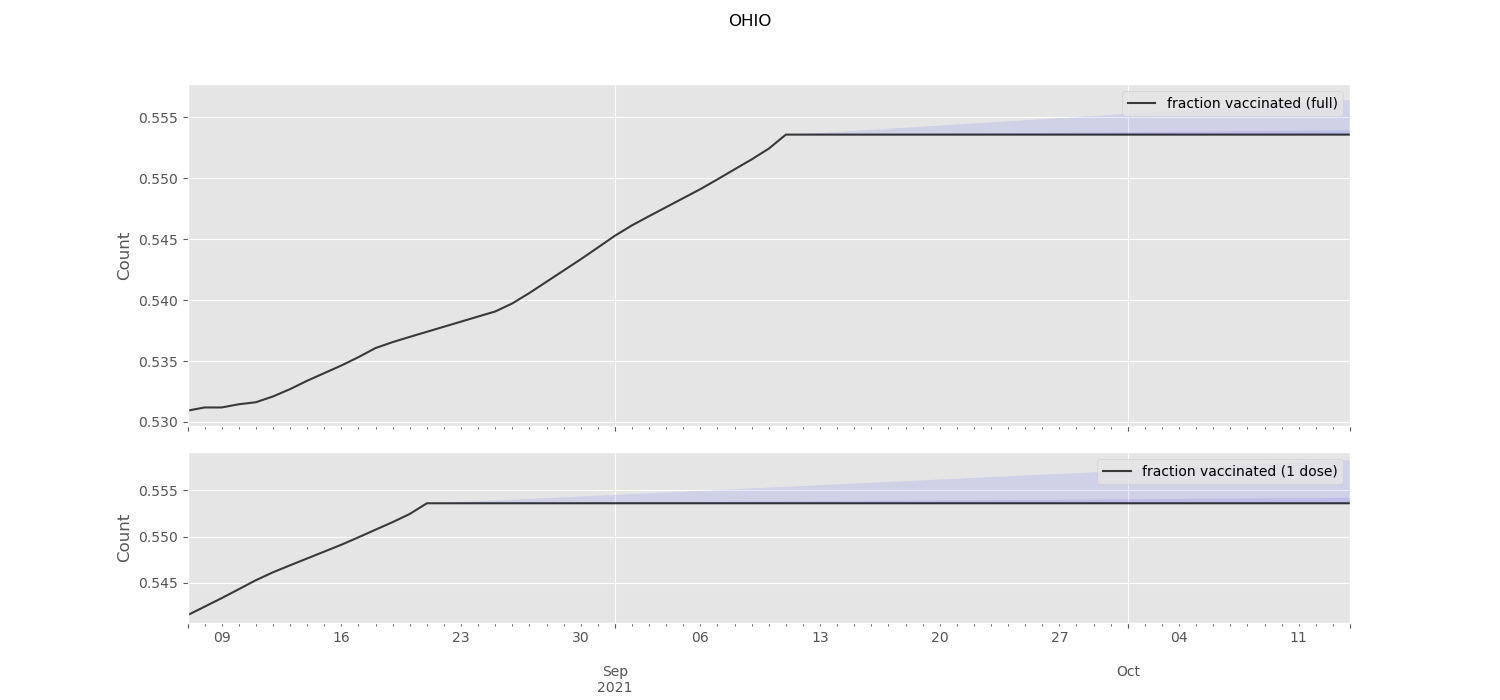 OHIO
fraction vaccinated (full)
0.555
0.550
0.545
0.540
0.535
0.530
Count
fraction vaccinated (1 dose)
0.555
0.550
0.545
Count
09 16 23 30 06 13 20 27 04 11
Sep Oct
2021